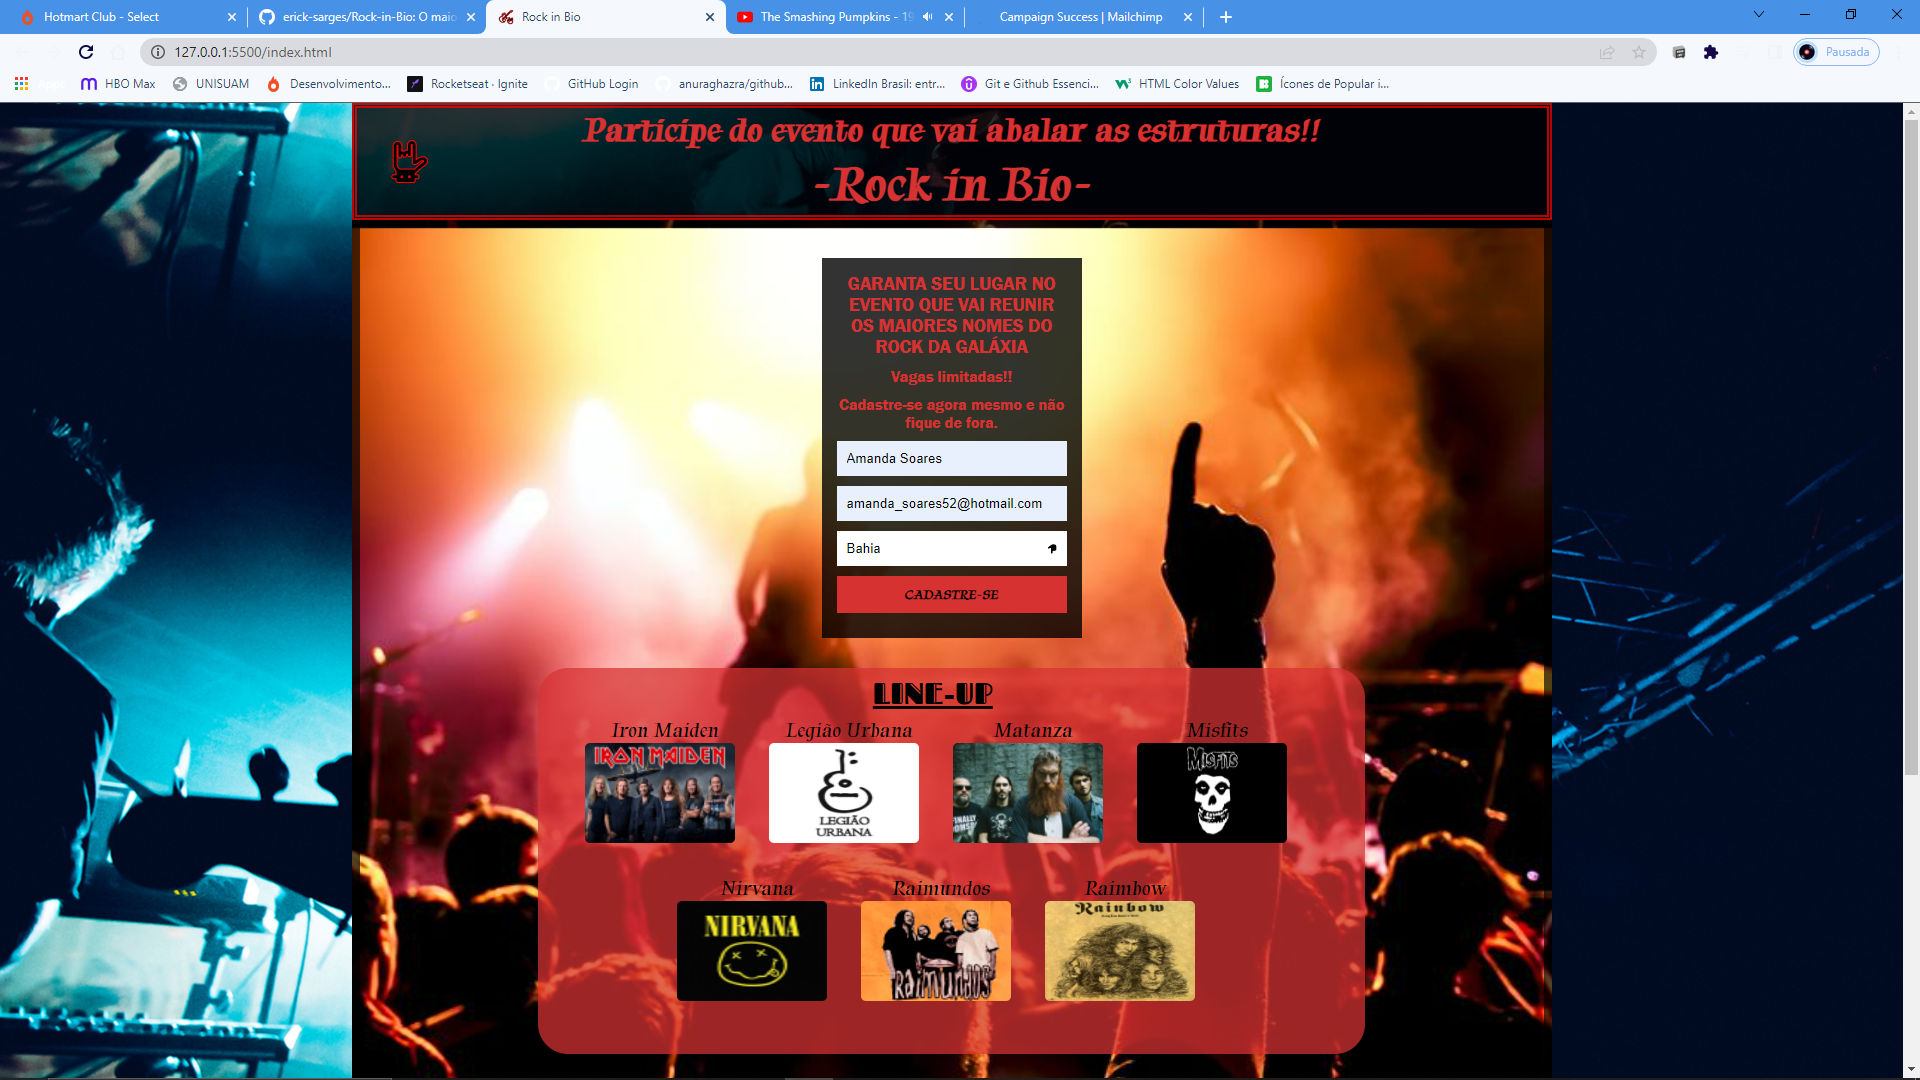 Hotmart Club - Select
erick-sarges/Rock-in-Bio: O maio
Rock in Bio
The Smashing Pumpkins - 19
Campaign Success | Mailchimp
127.0.0.1:5500/index.html
Pausada
Apps
HBO Max
UNISUAM
Desenvolvimento...
Rocketseat · Ignite
GitHub Login
anuraghazra/github...
LinkedIn Brasil: entr...
Git e Github Essenci...
HTML Color Values
Ícones de Popular i...
Participe do evento que vai abalar as estruturas!!
-Rock in Bio-
GARANTA SEU LUGAR NO
EVENTO QUE VAI REUNIR
OS MAIORES NOMES DO
ROCK DA GALÁXIA
Vagas limitadas!!
Cadastre-se agora mesmo e não
fique de fora.
Amanda Soares
amanda_soares52@hotmail.com
Bahia
CADASTRE-SE
LINE-UP
Iron Maiden
Legião Urbana
Matanza
Misfits
IRON MAIDEN
LEGIÃO
URBANA
MISFITS
Nirvana
Raimundos
Raimbow
NIRVANA
RAIMUNDOS
Rainbow